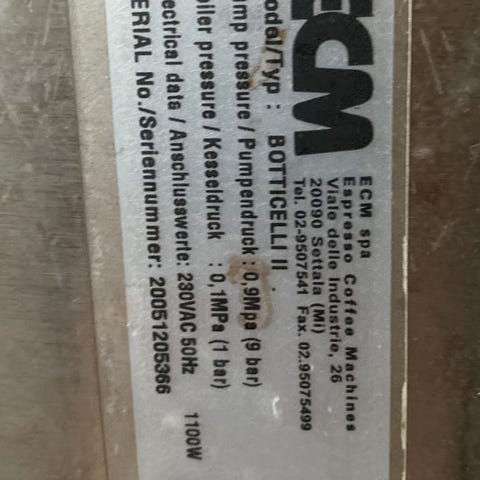 ECM
ECM spa
Espresso Coffee Machines
Viale delle Industrie, 26
20090 Settala (Mi)
Tel. 02-9507541 Fax. 02.95075499
odel/Typ : BOTTICELLI II
ump pressure / Pumpendruck : 0,9Mpa (9 bar)
oiler pressure / Kesseldruck : 0,1MPa (1 bar)
ectrical data / Anschlusswerte: 230VAC 50Hz 1100W
ERIAL No./Seriennummer: 20051205366